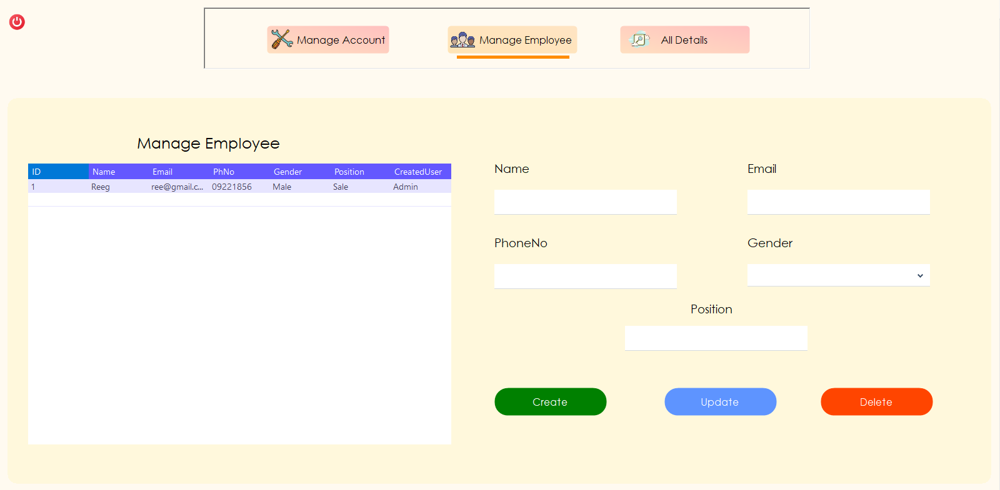 Manage Account Manage Employee All Details
Manage Employee
ID Name Email PhNo Gender Position CreatedUser
1 Reeg ree@gmail.c... 09221856 Male Sale Admin
Name Email
PhoneNo Gender
Position
Create Update Delete